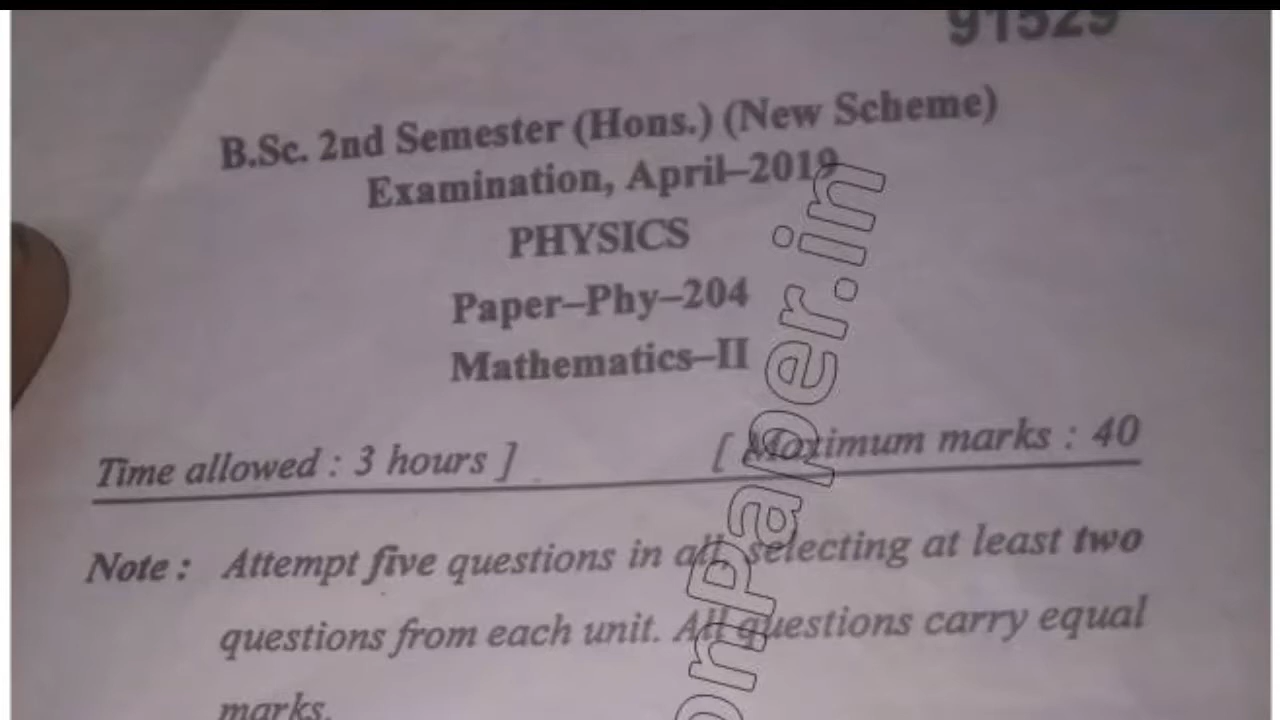 91529
B.Sc. 2nd Semester (Hons.) (New Scheme)
Examination, April–2019
PHYSICS
Paper–Phy–204
Mathematics–II
Time allowed : 3 hours ] [ Maximum marks : 40
Note : Attempt five questions in all, selecting at least two
questions from each unit. All questions carry equal
marks.
onPaper.in